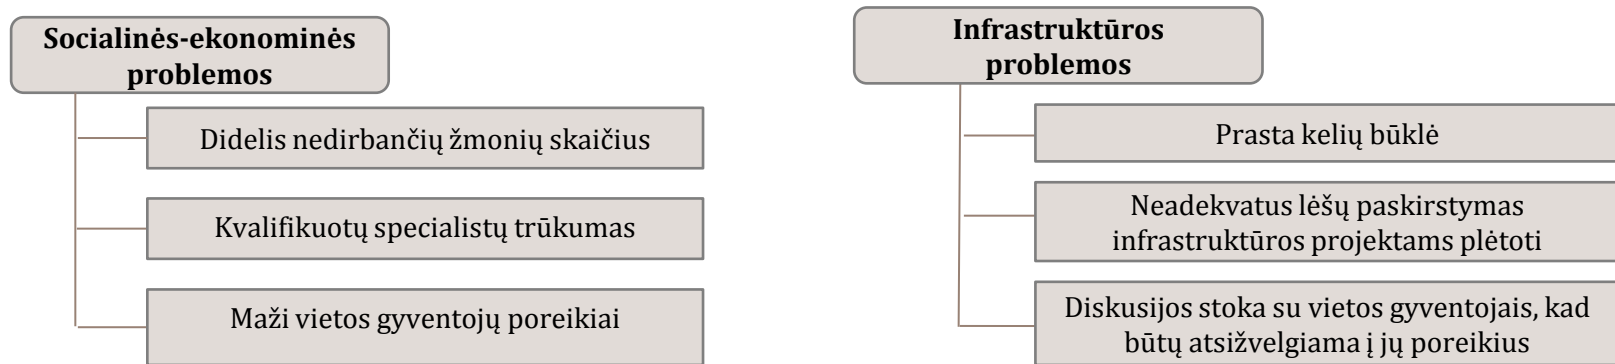 Socialinės-ekonominės
problemos
Didelis nedirbančių žmonių skaičius
Kvalifikuotų specialistų trūkumas
Maži vietos gyventojų poreikiai
Infrastruktūros
problemos
Prasta kelių būklė
Neadekvatus lėšų paskirstymas
infrastruktūros projektams plėtoti
Diskusijos stoka su vietos gyventojais, kad
būtų atsižvelgiama į jų poreikius